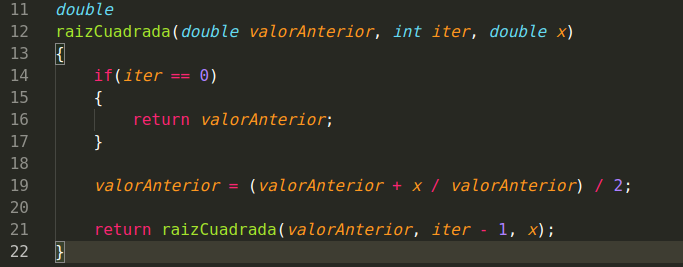 11 double
12 raizCuadrada(double valorAnterior, int iter, double x)
13 {
14     if(iter == 0)
15     {
16         return valorAnterior;
17     }
18
19     valorAnterior = (valorAnterior + x / valorAnterior) / 2;
20
21     return raizCuadrada(valorAnterior, iter - 1, x);
22 }